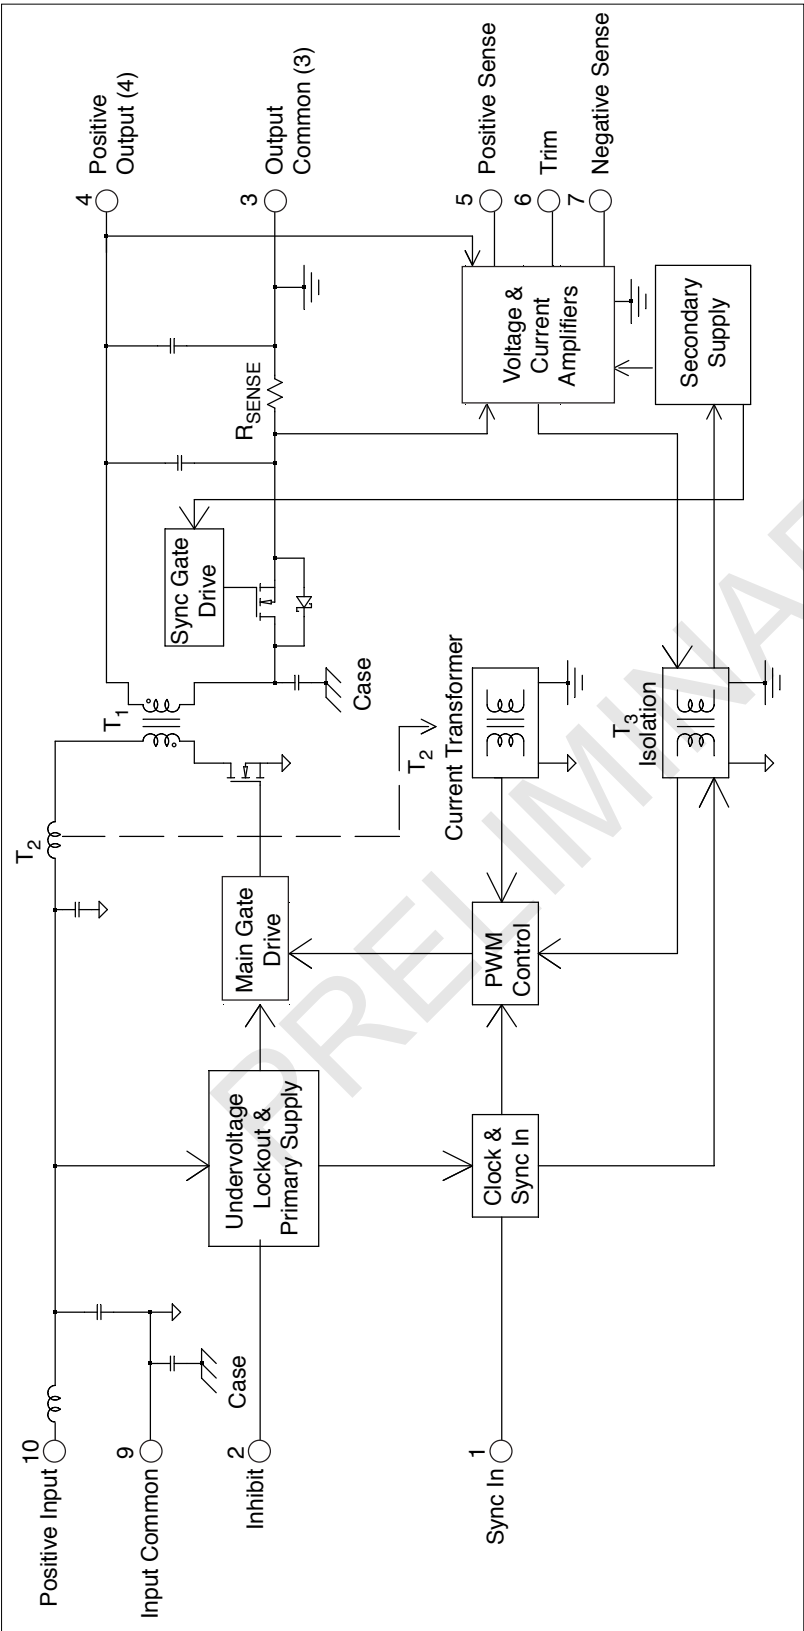 10
Positive Input
9
Input Common
2
Inhibit
1
Sync In
Case
Undervoltage
Lockout &
Primary Supply
Clock &
Sync In
Main Gate
Drive
PWM
Control
T2
T1
T2
Current Transformer
T3
Isolation
Case
Sync Gate
Drive
RSENSE
Voltage &
Current
Amplifiers
Secondary
Supply
4
Positive
Output (4)
3
Output
Common (3)
5
Positive Sense
6
Trim
7
Negative Sense